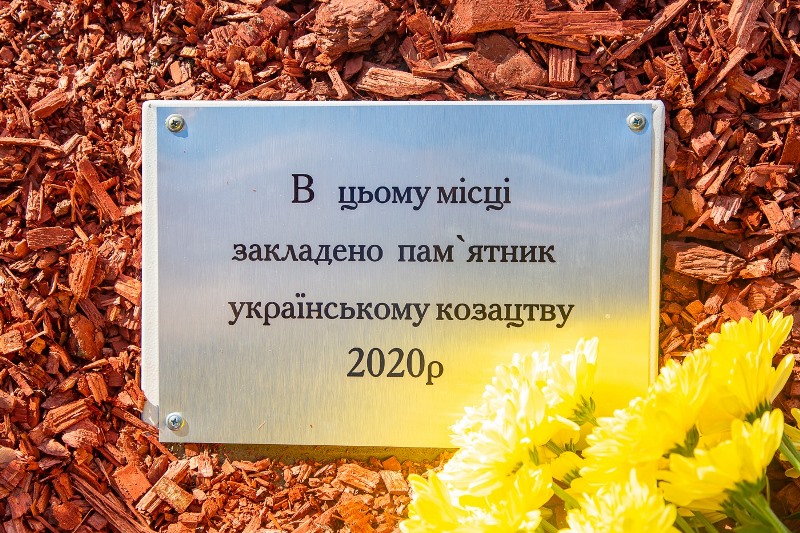 В цьому місці
закладено пам`ятник
українському козацтву
2020р